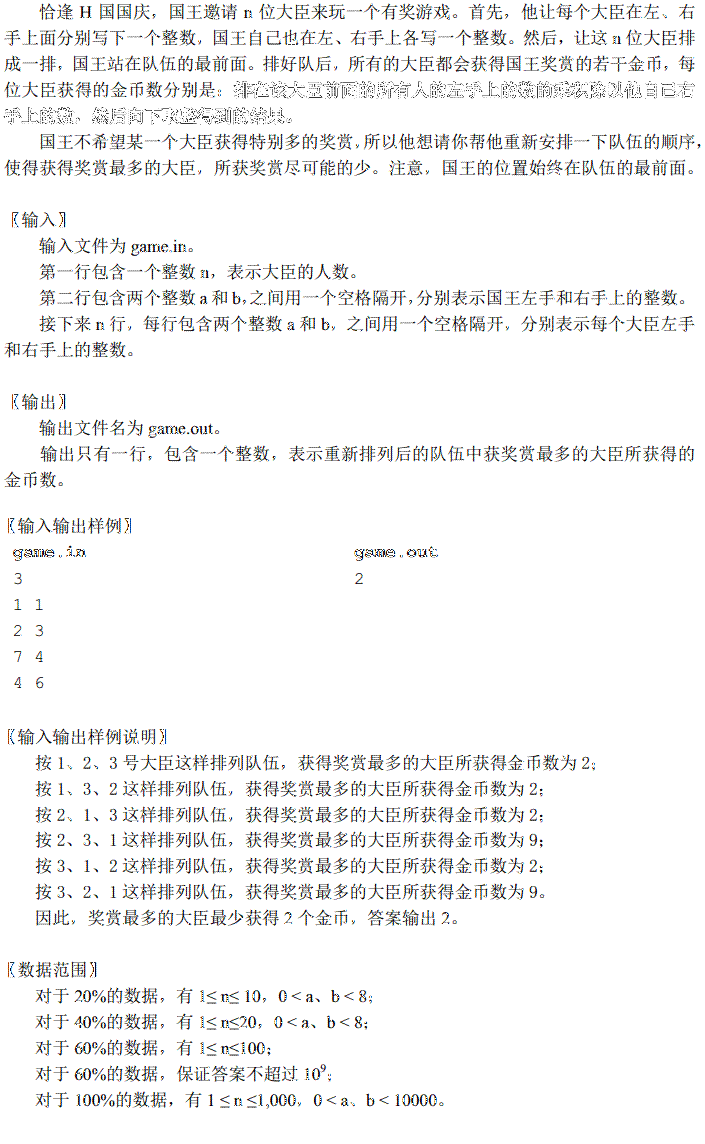 恰逢 H 国国庆，国王邀请 n 位大臣来玩一个有奖游戏。首先，他让每个大臣在左、右
手上面分别写下一个整数，国王自己也在左、右手上各写一个整数。然后，让这 n 位大臣排
成一排，国王站在队伍的最前面。排好队后，所有的大臣都会获得国王奖赏的若干金币，每
位大臣获得的金币数分别是：排在该大臣前面的所有人的左手上的数的乘积除以他自己右
手上的数，然后向下取整得到的结果。
国王不希望某一个大臣获得特别多的奖赏，所以他想请你帮他重新安排一下队伍的顺序，
使得获得奖赏最多的大臣，所获奖赏尽可能的少。注意，国王的位置始终在队伍的最前面。
〖输入〗
输入文件为 game.in。
第一行包含一个整数 n，表示大臣的人数。
第二行包含两个整数 a 和 b，之间用一个空格隔开，分别表示国王左手和右手上的整数。
接下来 n 行，每行包含两个整数 a 和 b，之间用一个空格隔开，分别表示每个大臣左手
和右手上的整数。
〖输出〗
输出文件名为 game.out。
输出只有一行，包含一个整数，表示重新排列后的队伍中获奖赏最多的大臣所获得的
金币数。
〖输入输出样例〗
game.in game.out
3 2
1 1
2 3
7 4
4 6
〖输入输出样例说明〗
按 1、2、3 号大臣这样排列队伍，获得奖赏最多的大臣所获得金币数为 2；
按 1、3、2 这样排列队伍，获得奖赏最多的大臣所获得金币数为 2；
按 2、1、3 这样排列队伍，获得奖赏最多的大臣所获得金币数为 2；
按 2、3、1 这样排列队伍，获得奖赏最多的大臣所获得金币数为 9；
按 3、1、2 这样排列队伍，获得奖赏最多的大臣所获得金币数为 2；
按 3、2、1 这样排列队伍，获得奖赏最多的大臣所获得金币数为 9。
因此，奖赏最多的大臣最少获得 2 个金币，答案输出 2。
〖数据范围〗
对于 20%的数据，有 1≤ n≤ 10，0 < a、b < 8；
对于 40%的数据，有 1≤ n≤20，0 < a、b < 8；
对于 60%的数据，有 1≤ n≤100；
对于 60%的数据，保证答案不超过 10⁹；
对于 100%的数据，有 1 ≤ n ≤1,000，0 < a、b < 10000。